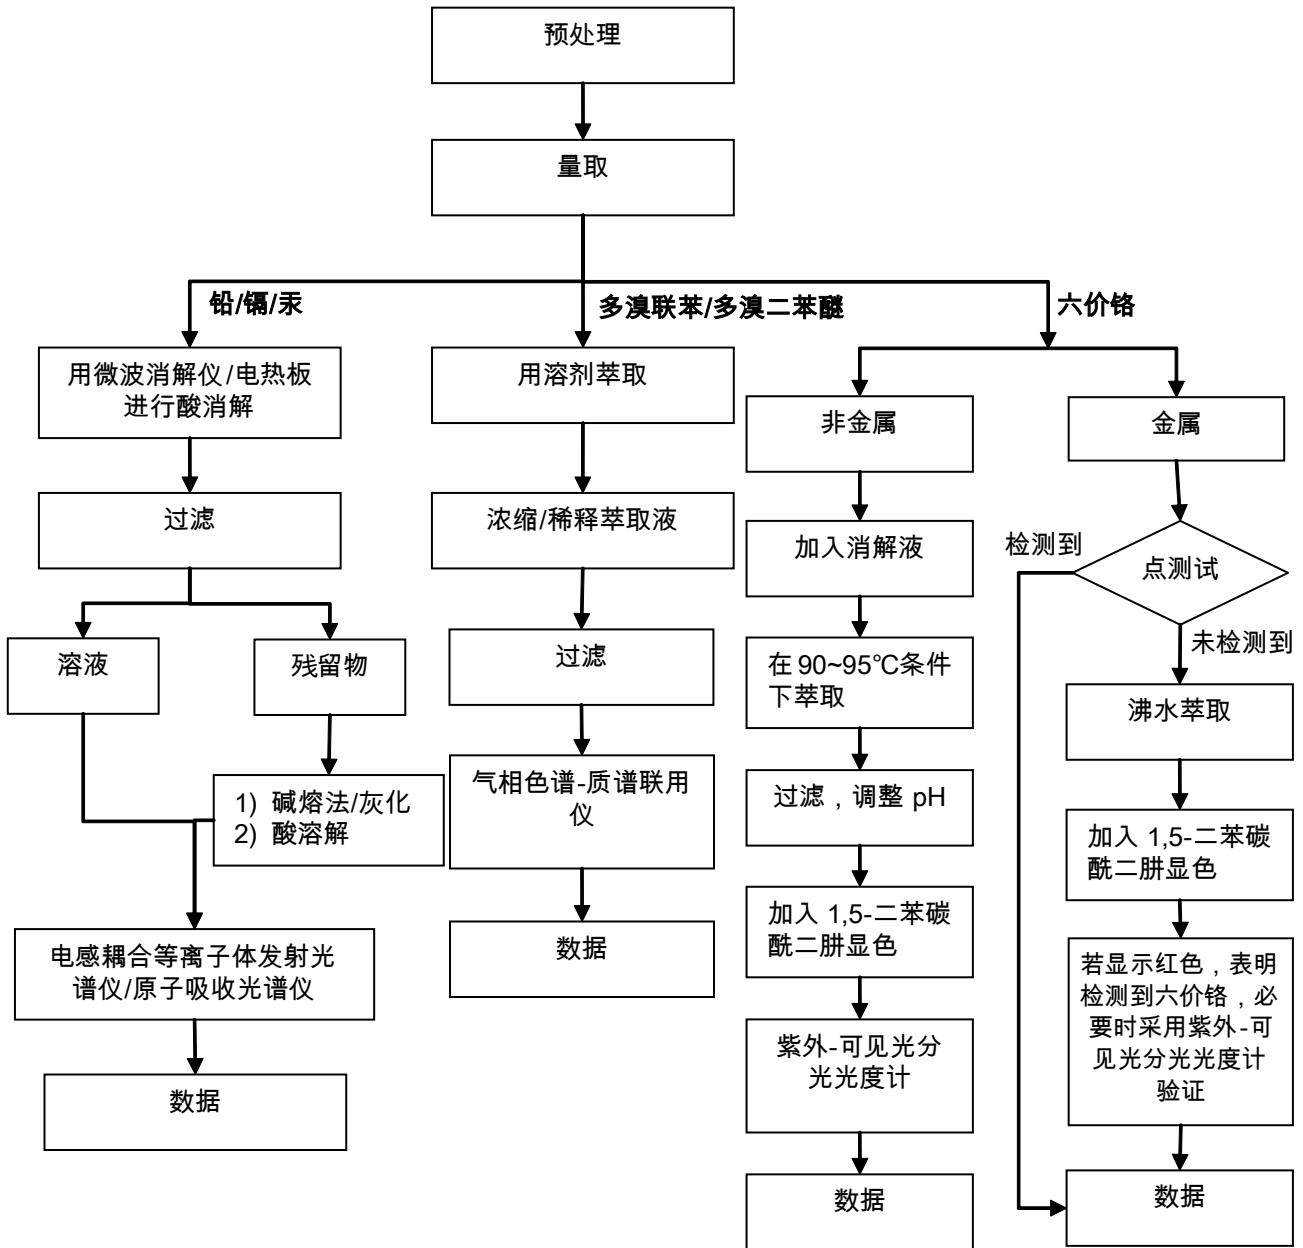 预处理
量取
铅/镉/汞
多溴联苯/多溴二苯醚
六价铬
用微波消解仪/电热板
进行酸消解
过滤
溶液
残留物
1) 碱熔法/灰化
2) 酸溶解
电感耦合等离子体发射光
谱仪/原子吸收光谱仪
数据
用溶剂萃取
浓缩/稀释萃取液
过滤
气相色谱-质谱联用
仪
数据
非金属
加入消解液
在 90~95℃条件
下萃取
过滤，调整 pH
加入 1,5-二苯碳
酰二肼显色
紫外-可见光分
光光度计
数据
金属
点测试
检测到
未检测到
沸水萃取
加入 1,5-二苯碳
酰二肼显色
若显示红色，表明
检测到六价铬，必
要时采用紫外-可
见光分光光度计
验证
数据